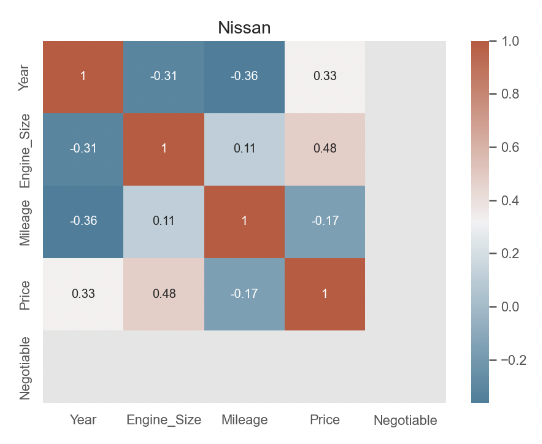 Nissan
Year 1 -0.31 -0.36 0.33
Engine_Size -0.31 1 0.11 0.48
Mileage -0.36 0.11 1 -0.17
Price 0.33 0.48 -0.17 1
Negotiable
Year Engine_Size Mileage Price Negotiable
1.0
0.8
0.6
0.4
0.2
0.0
−0.2